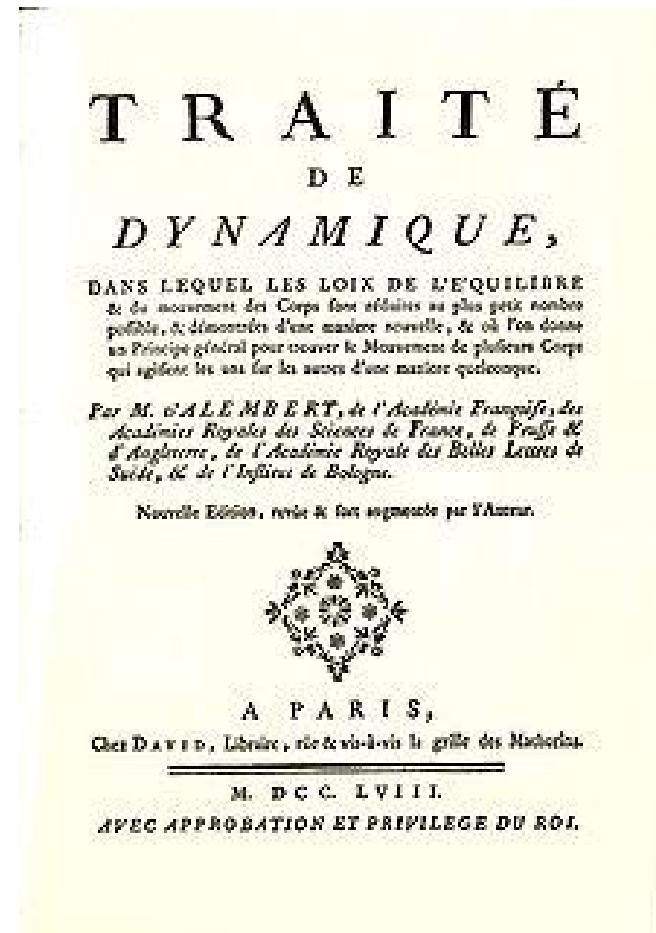 TRAITÉ
DE
DYNAMIQUE,
DANS LEQUEL LES LOIX DE L'EQUILIBRE
& du mouvement des Corps sont réduites au plus petit nombre
possible, & démontrées d'une maniere nouvelle, & où l'on donne
un Principe général pour trouver le Mouvement de plusieurs Corps
qui agissent les uns sur les autres d'une maniere quelconque.
Par M. D'ALEMBERT, de l'Académie Françoise, des
Académies Royales des Sciences de France, de Prusse &
d'Angleterre, de l'Académie Royale des Belles Lettres de
Suède, & de l'Institut de Bologne.
Nouvelle Edition, revûe & fort augmentée par l'Auteur.
A PARIS,
Chez DAVID, Libraire, rûe & vis-à-vis la grille des Mathurins.
M. DCC. LVIII.
AVEC APPROBATION ET PRIVILEGE DU ROI.